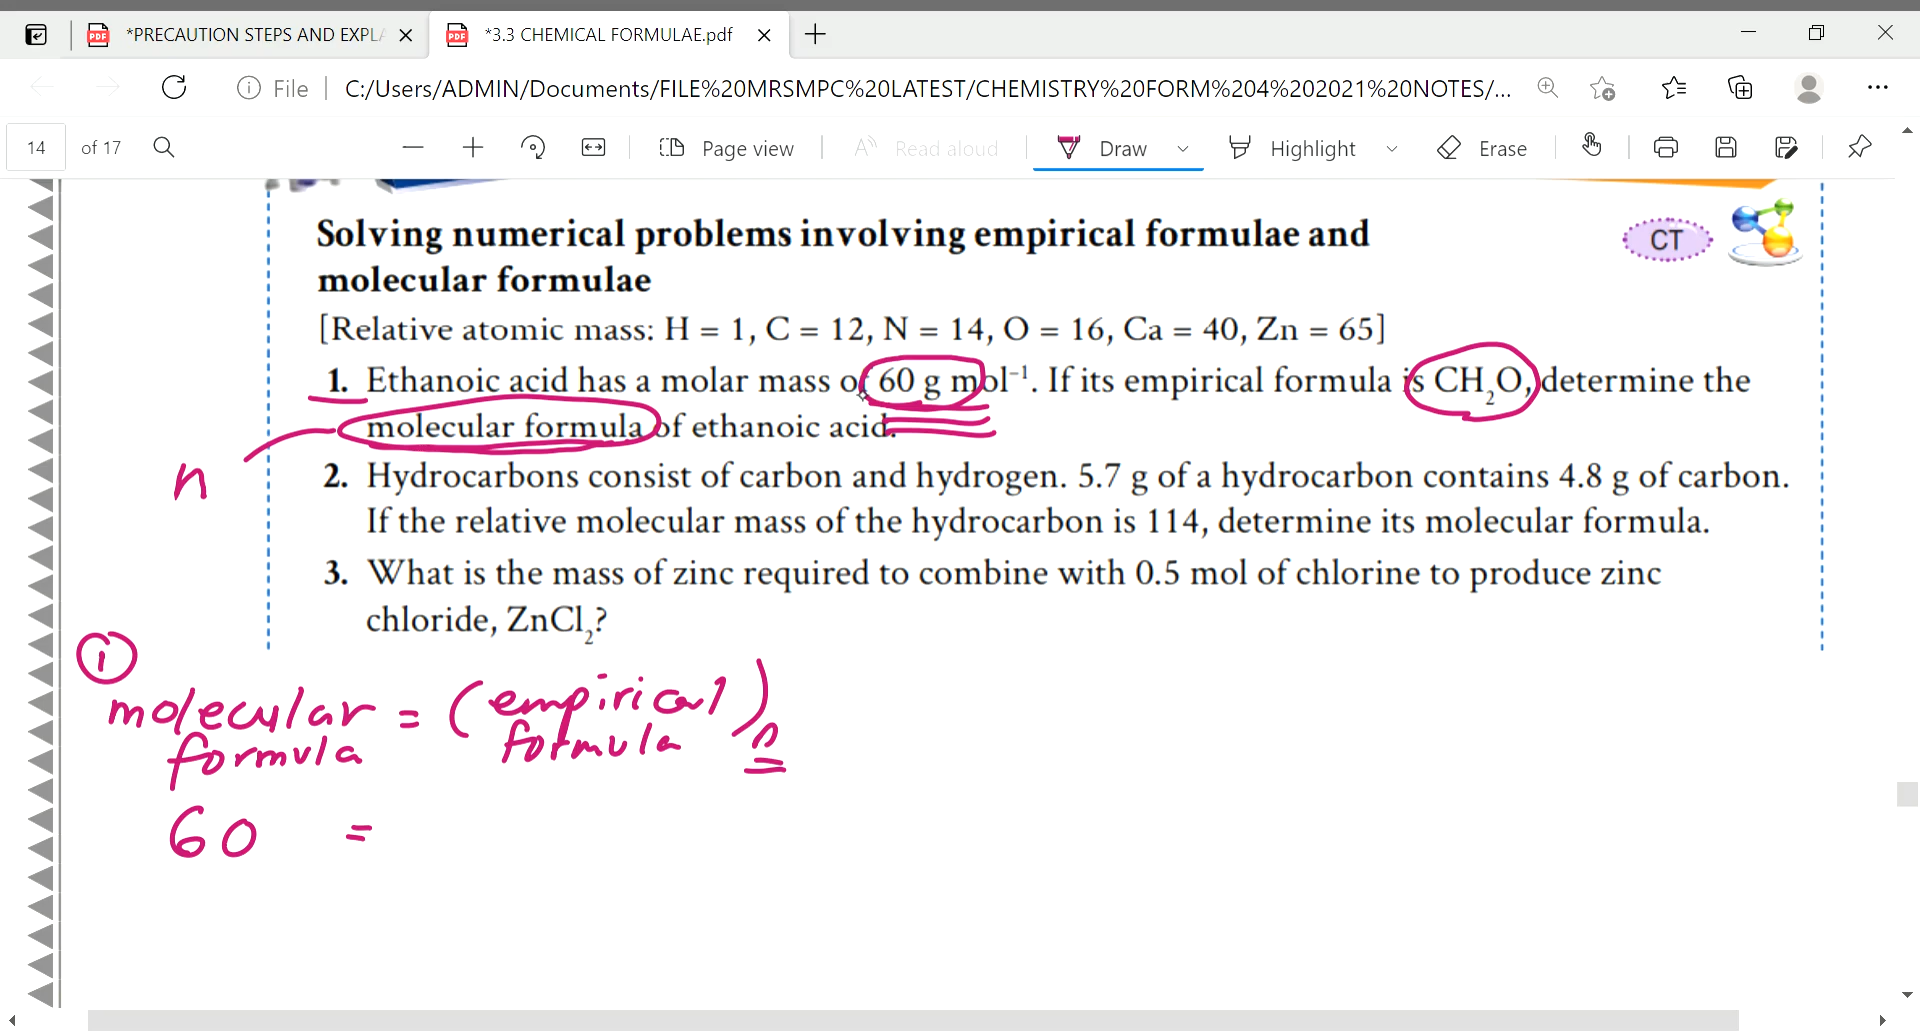 *PRECAUTION STEPS AND EXPLA
*3.3 CHEMICAL FORMULAE.pdf
File
C:/Users/ADMIN/Documents/FILE%20MRSMPC%20LATEST/CHEMISTRY%20FORM%204%202021%20NOTES/...
14 of 17
Page view
Read aloud
Draw
Highlight
Erase
Solving numerical problems involving empirical formulae and
molecular formulae
CT
[Relative atomic mass: H = 1, C = 12, N = 14, O = 16, Ca = 40, Zn = 65]
1. Ethanoic acid has a molar mass of 60 g mol⁻¹. If its empirical formula is CH₂O, determine the
molecular formula of ethanoic acid.
n
2. Hydrocarbons consist of carbon and hydrogen. 5.7 g of a hydrocarbon contains 4.8 g of carbon.
If the relative molecular mass of the hydrocarbon is 114, determine its molecular formula.
3. What is the mass of zinc required to combine with 0.5 mol of chlorine to produce zinc
chloride, ZnCl₂?
1
molecular = (empirical)
formula formula n
60 =